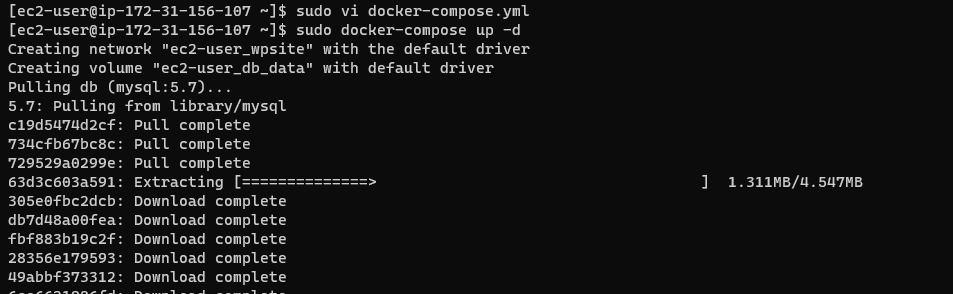 [ec2-user@ip-172-31-156-107 ~]$ sudo vi docker-compose.yml
[ec2-user@ip-172-31-156-107 ~]$ sudo docker-compose up -d
Creating network "ec2-user_wpsite" with the default driver
Creating volume "ec2-user_db_data" with default driver
Pulling db (mysql:5.7)...
5.7: Pulling from library/mysql
c19d5474d2cf: Pull complete
734cfb67bc8c: Pull complete
729529a0299e: Pull complete
63d3c603a591: Extracting [==============>                                    ]  1.311MB/4.547MB
305e0fbc2dcb: Download complete
db7d48a00fea: Download complete
fbf883b19c2f: Download complete
28356e179593: Download complete
49abbf373312: Download complete
Download complete